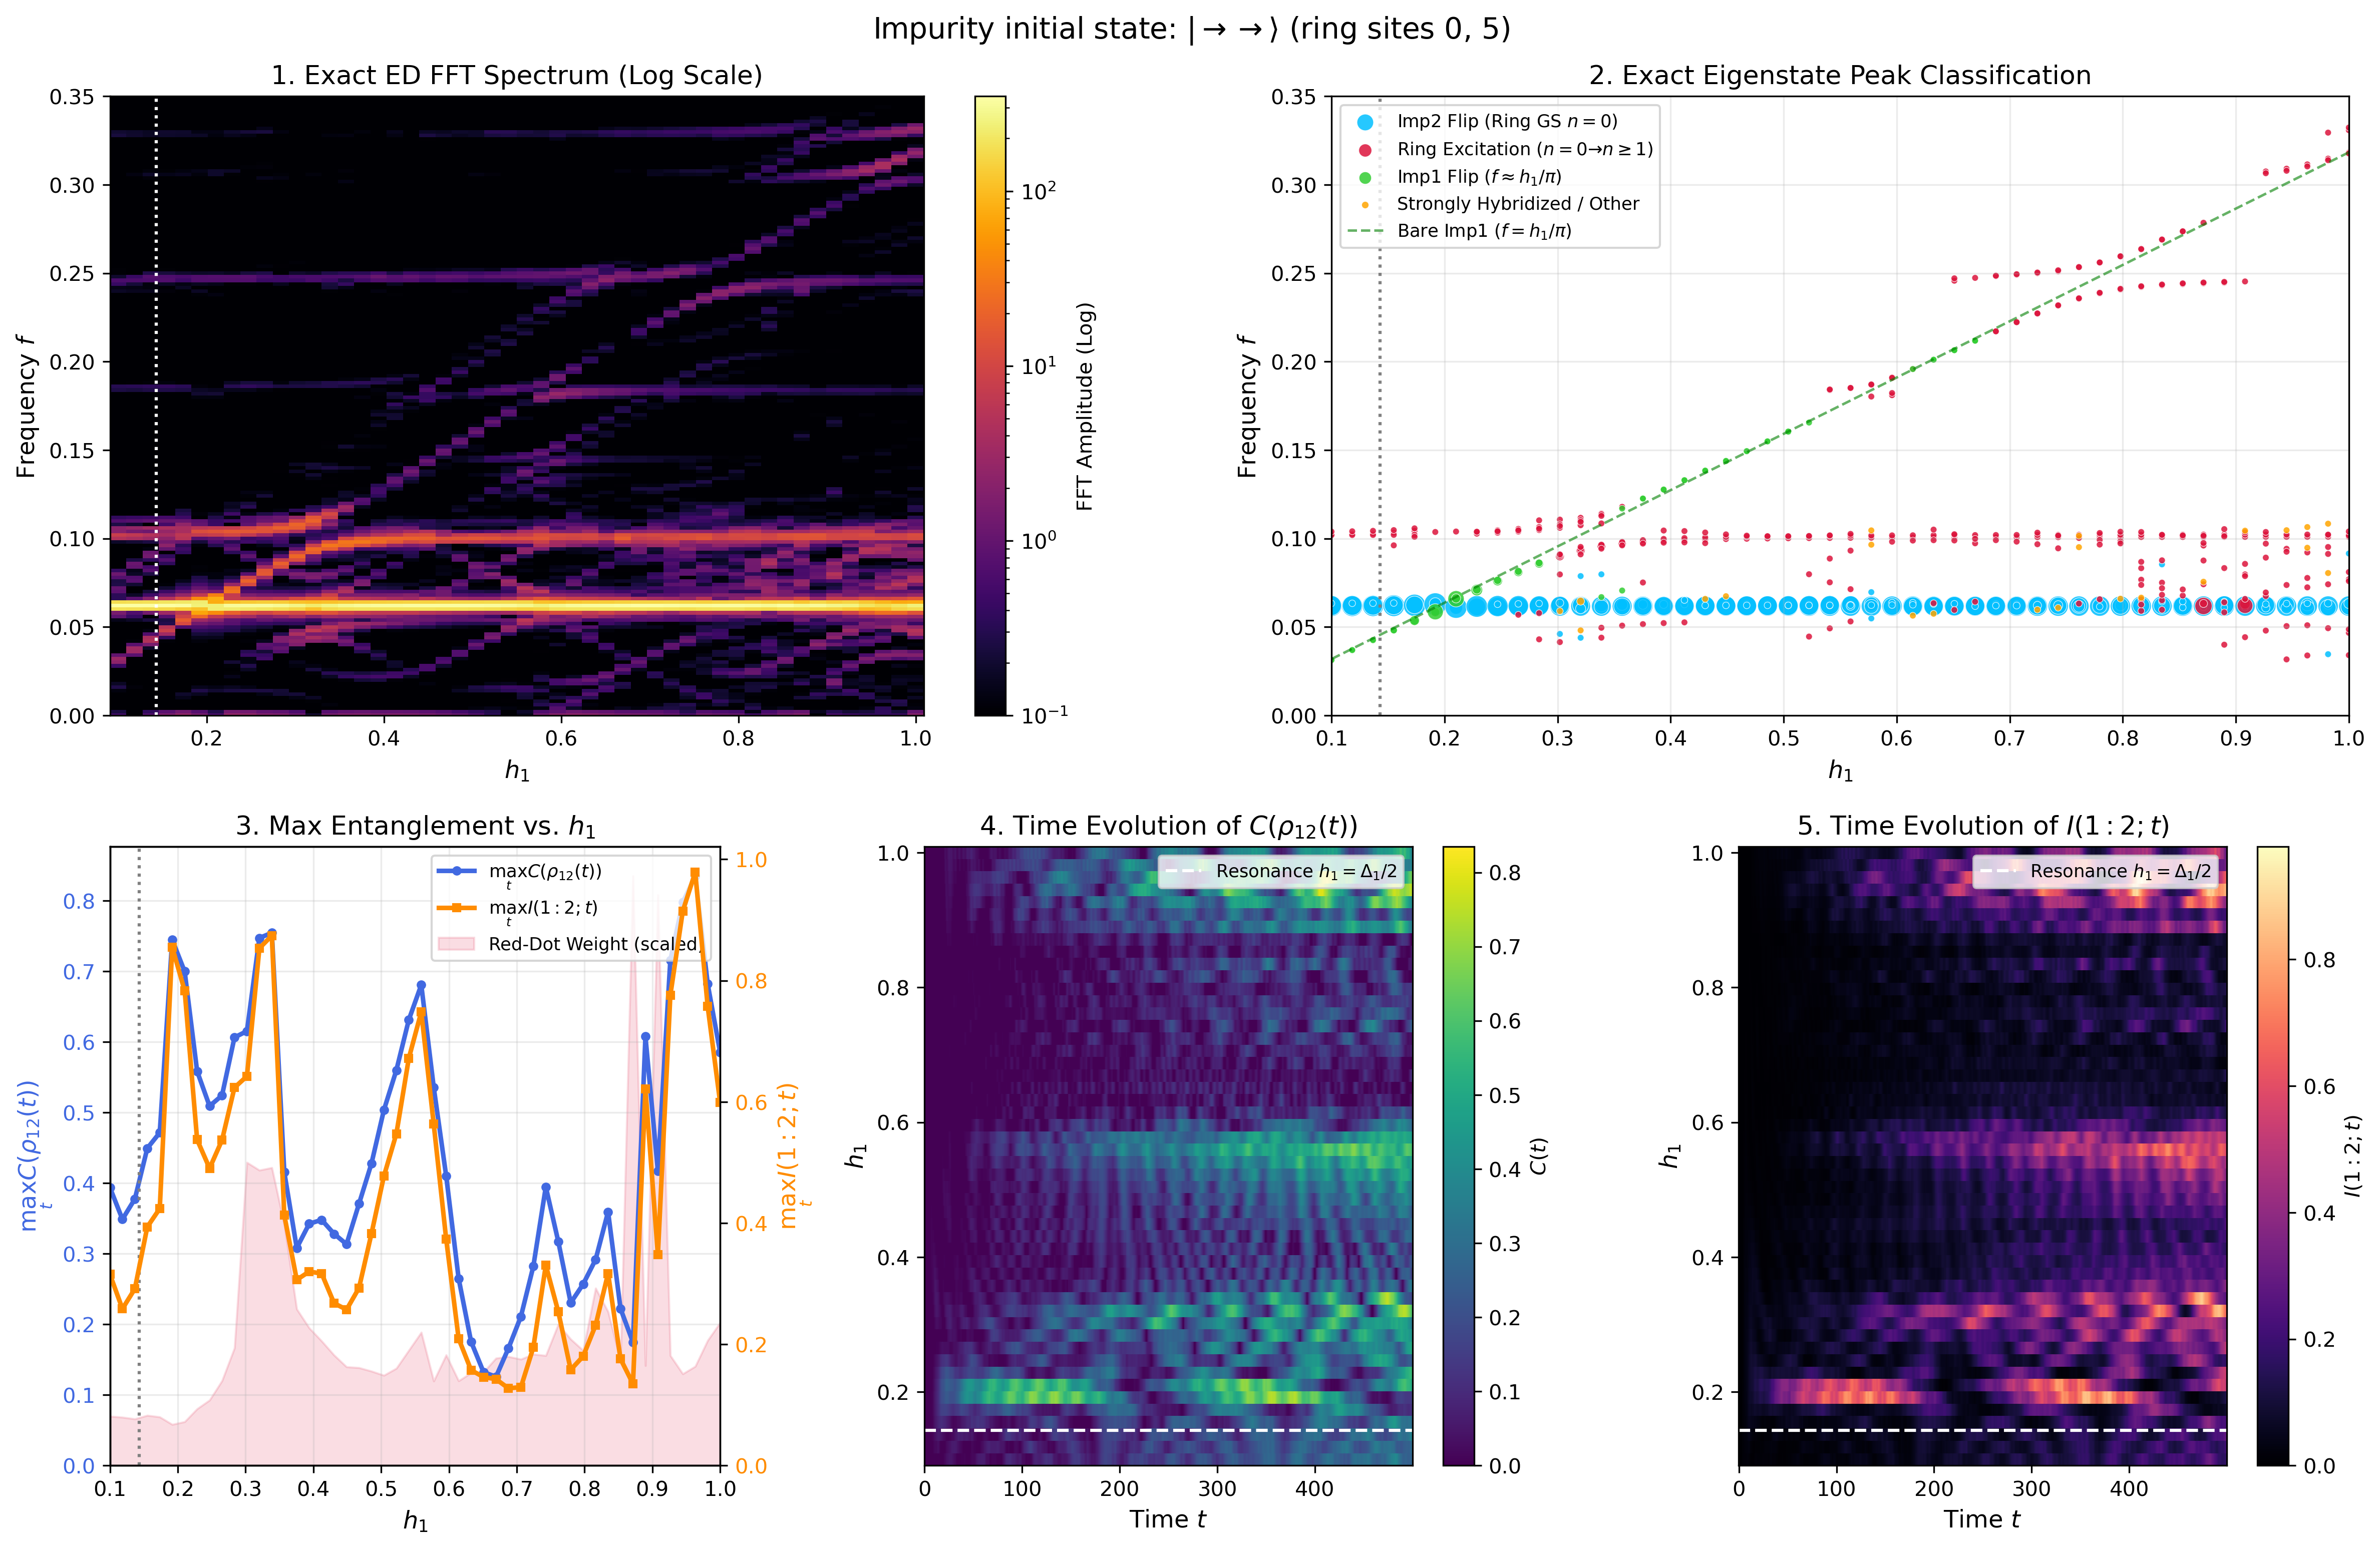 Impurity initial state: |→→⟩ (ring sites 0, 5)
1. Exact ED FFT Spectrum (Log Scale)
Frequency f
0.35
0.30
0.25
0.20
0.15
0.10
0.05
0.00
0.2
0.4
0.6
0.8
1.0
h₁
10²
10¹
10⁰
10⁻¹
FFT Amplitude (Log)
2. Exact Eigenstate Peak Classification
Imp2 Flip (Ring GS n = 0)
Ring Excitation (n = 0→n ≥ 1)
Imp1 Flip (f ≈ h₁/π)
Strongly Hybridized / Other
Bare Imp1 (f = h₁/π)
Frequency f
0.35
0.30
0.25
0.20
0.15
0.10
0.05
0.00
0.1
0.2
0.3
0.4
0.5
0.6
0.7
0.8
0.9
1.0
h₁
3. Max Entanglement vs. h₁
max C(ρ₁₂(t))
t
max I(1 : 2; t)
t
Red-Dot Weight (scaled)
max C(ρ₁₂(t))
t
0.8
0.7
0.6
0.5
0.4
0.3
0.2
0.1
0.0
0.1
0.2
0.3
0.4
0.5
0.6
0.7
0.8
0.9
1.0
h₁
1.0
0.8
0.6
0.4
0.2
0.0
max I(1 : 2; t)
t
4. Time Evolution of C(ρ₁₂(t))
Resonance h₁ = Δ₁/2
h₁
1.0
0.8
0.6
0.4
0.2
0
100
200
300
400
Time t
0.8
0.7
0.6
0.5
0.4
0.3
0.2
0.1
0.0
C(t)
5. Time Evolution of I(1 : 2; t)
Resonance h₁ = Δ₁/2
h₁
1.0
0.8
0.6
0.4
0.2
0
100
200
300
400
Time t
0.8
0.6
0.4
0.2
0.0
I(1 : 2; t)